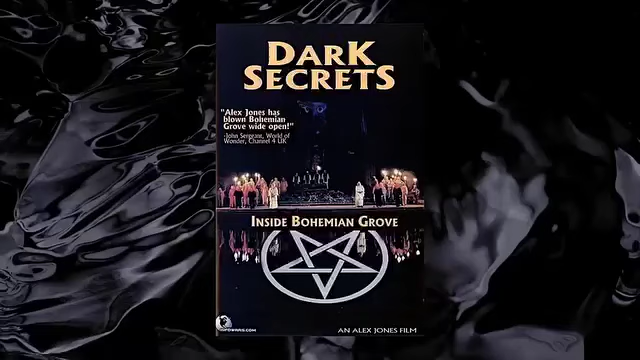 DARK
SECRETS
"Alex Jones has
blown Bohemian
Grove wide open!"
-John Sergeant, World of
Wonder, Channel 4 UK
INSIDE BOHEMIAN GROVE
AN ALEX JONES FILM